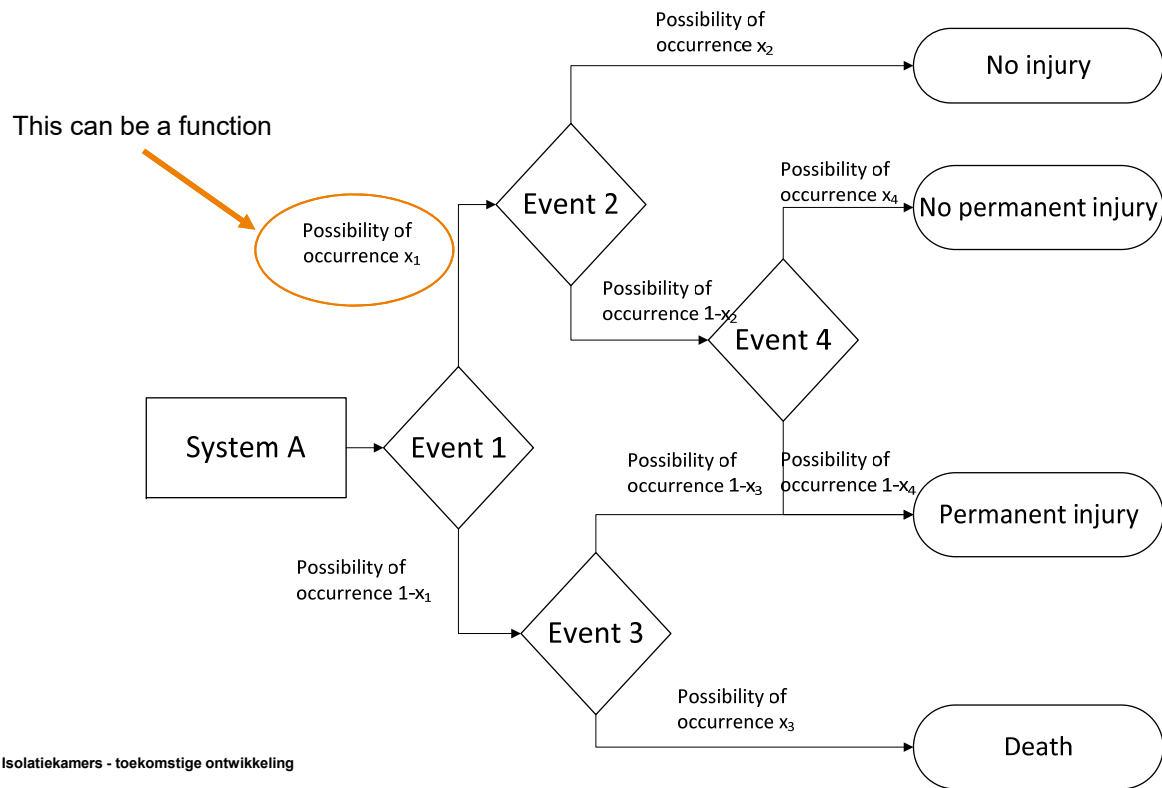 Possibility of
occurrence x₂
No injury
This can be a function
Possibility of
occurrence x₄
Event 2
No permanent injury
Possibility of
occurrence x₁
Possibility of
occurrence 1-x₂
Event 4
System A
Event 1
Possibility of
occurrence 1-x₃
Possibility of
occurrence 1-x₄
Permanent injury
Possibility of
occurrence 1-x₁
Event 3
Possibility of
occurrence x₃
Death
Isolatiekamers - toekomstige ontwikkeling